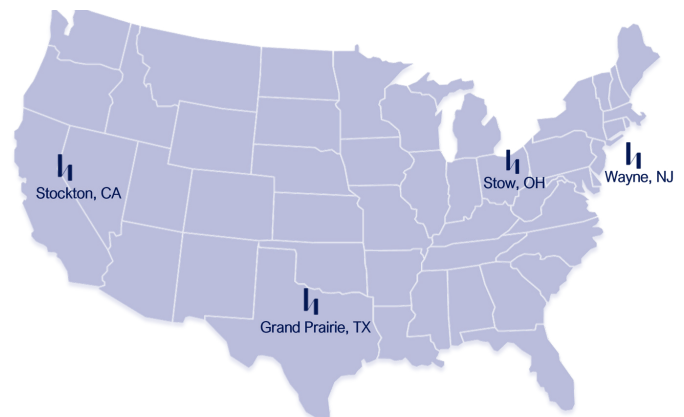 Stockton, CA
Stow, OH
Wayne, NJ
Grand Prairie, TX